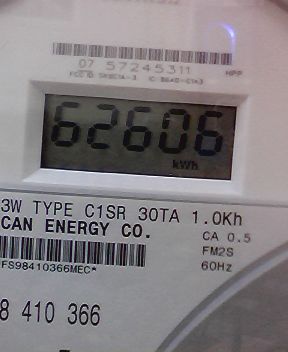 07 57245311
HPP
62606
kWh
3W TYPE C1SR 30TA 1.0Kh
CAN ENERGY CO.
CA 0.5
FM2S
60Hz
FS98410366MEC*
8 410 366